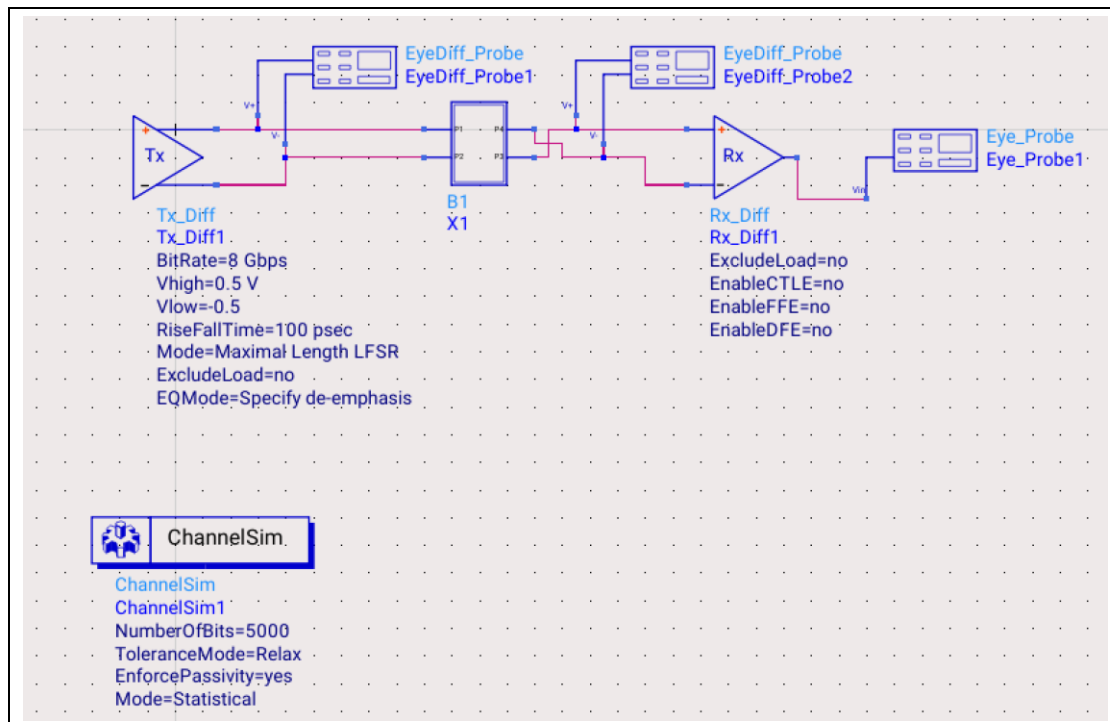 EyeDiff_Probe
EyeDiff_Probe1
EyeDiff_Probe
EyeDiff_Probe2
V+
V-
V+
V-
+
Tx
−
P1
P2
P4
P3
+
Rx
−
Vin
Eye_Probe
Eye_Probe1
B1
X1
Tx_Diff
Tx_Diff1
BitRate=8 Gbps
Vhigh=0.5 V
Vlow=-0.5
RiseFallTime=100 psec
Mode=Maximal Length LFSR
ExcludeLoad=no
EQMode=Specify de-emphasis
Rx_Diff
Rx_Diff1
ExcludeLoad=no
EnableCTLE=no
EnableFFE=no
EnableDFE=no
ChannelSim
ChannelSim
ChannelSim1
NumberOfBits=5000
ToleranceMode=Relax
EnforcePassivity=yes
Mode=Statistical